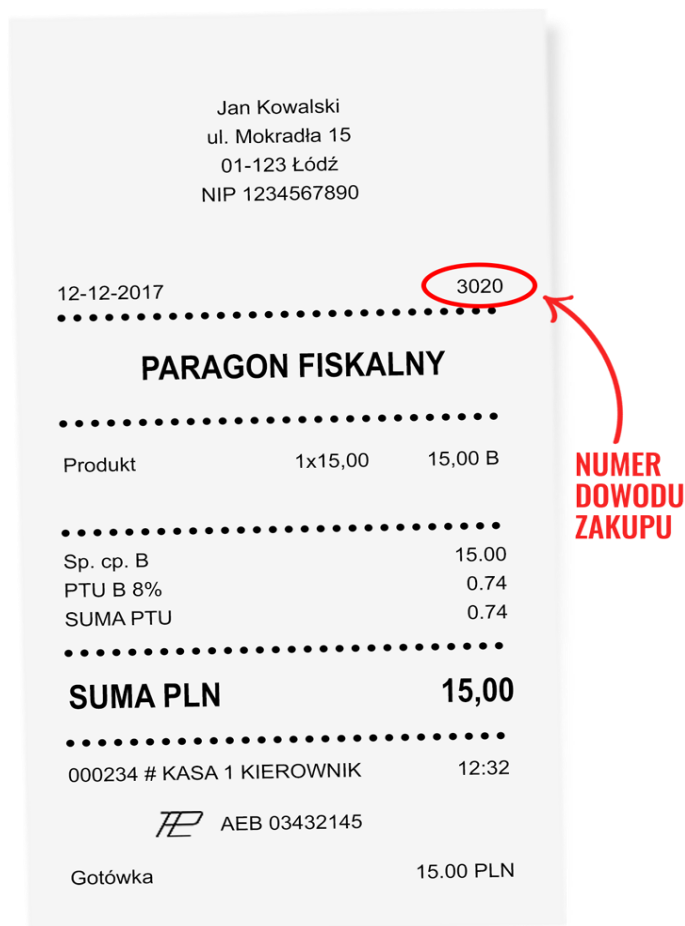 Jan Kowalski
ul. Mokradła 15
01-123 Łódź
NIP 1234567890
12-12-2017 3020
PARAGON FISKALNY
Produkt 1x15,00 15,00 B
Sp. cp. B 15.00
PTU B 8% 0.74
SUMA PTU 0.74
SUMA PLN 15,00
000234 # KASA 1 KIEROWNIK 12:32
AEB 03432145
Gotówka 15.00 PLN
NUMER
DOWODU
ZAKUPU